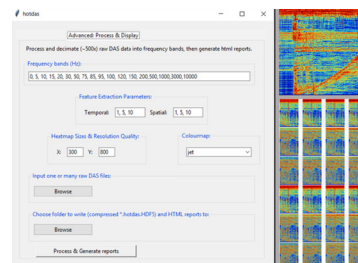 hotdas
Advanced: Process & Display
Process and decimate (~500x) raw DAS data into frequency bands, then generate html reports.
Frequency bands (Hz):
0, 5, 10, 15, 20, 30, 50, 75, 85, 95, 100, 120, 150, 200,500,1000,3000,10000
Feature Extraction Parameters:
Temporal: 1, 5, 10 Spatial: 1, 5, 10
Heatmap Sizes & Resolution Quality:
X: 300 Y: 800
Colourmap:
jet
Input one or many raw DAS files:
Browse
Choose folder to write (compressed *.hotdas.HDF5) and HTML reports to:
Browse
Process & Generate reports